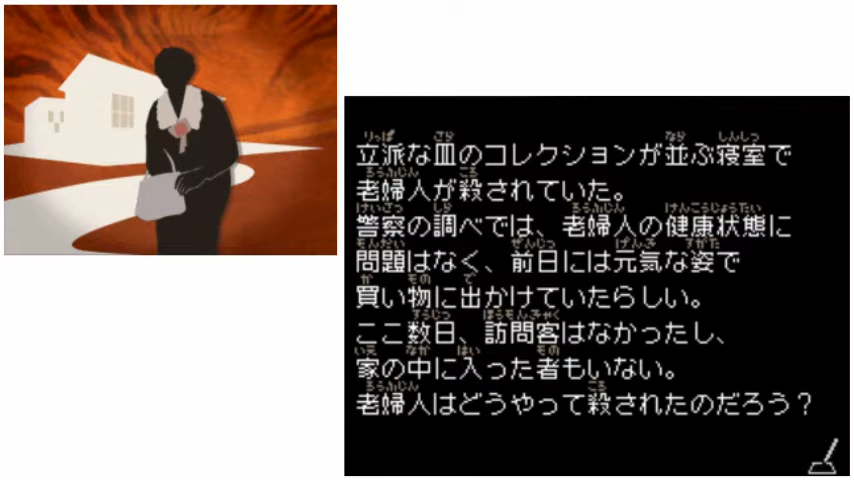 立派な皿のコレクションが並ぶ寝室で
老婦人が殺されていた。
警察の調べでは、老婦人の健康状態に
問題はなく、前日には元気な姿で
買い物に出かけていたらしい。
ここ数日、訪問客はなかったし、
家の中に入った者もいない。
老婦人はどうやって殺されたのだろう？